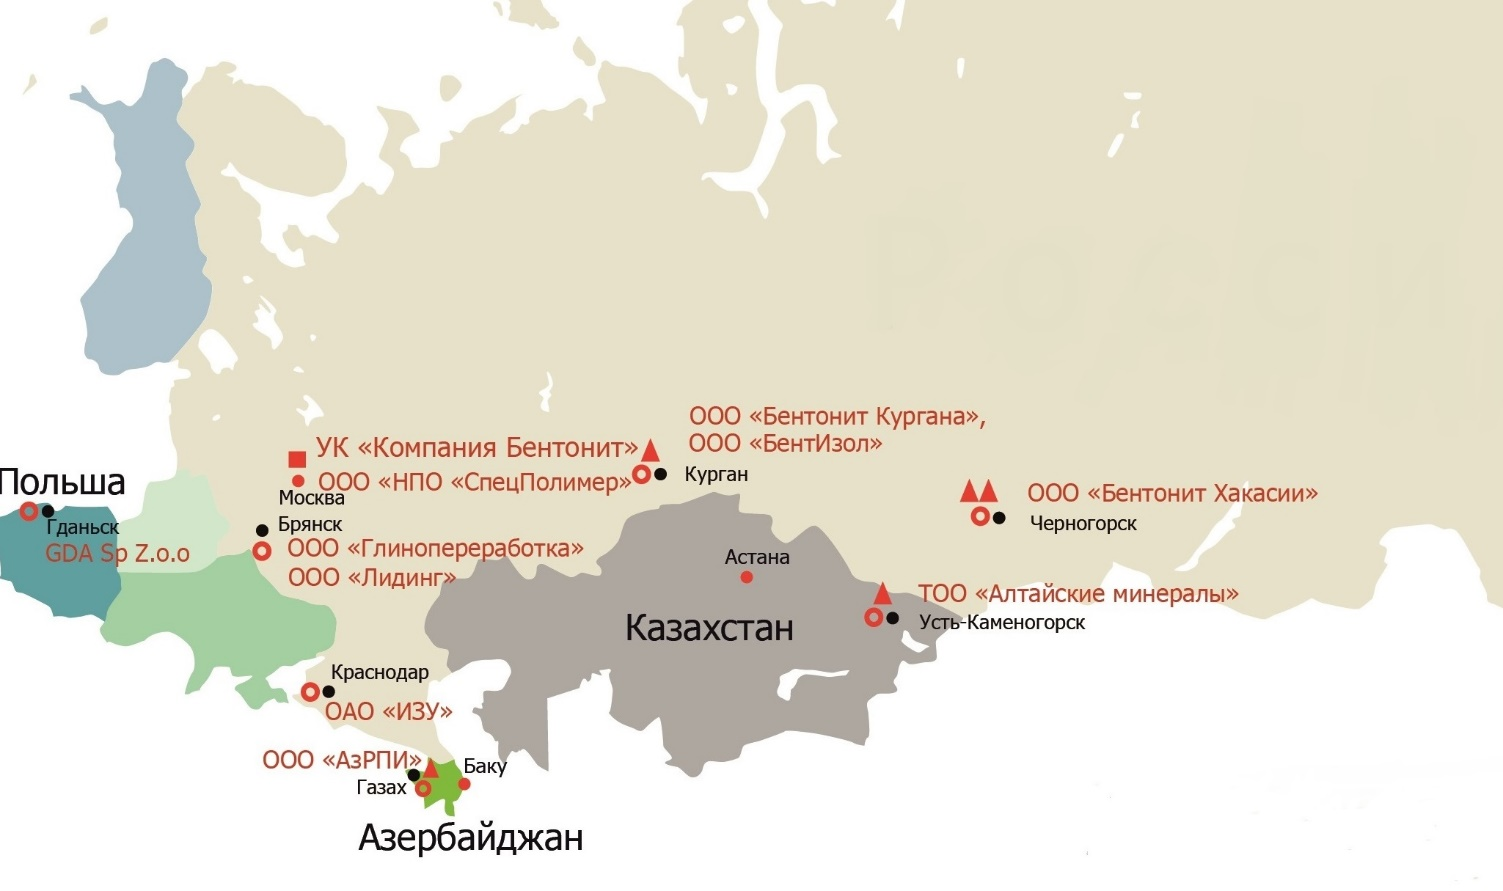 России
ООО «Бентонит Кургана»,
ООО «БентИзол»
УК «Компания Бентонит»
Курган
ООО «НПО «СпецПолимер»
Москва
Польша
Гданьск
GDA Sp Z.o.o
Брянск
ООО «Глинопереработка»
ООО «Лидинг»
ООО «Бентонит Хакасии»
Черногорск
Астана
Казахстан
ТОО «Алтайские минералы»
Усть-Каменогорск
Краснодар
ОАО «ИЗУ»
ООО «АзРПИ»
Баку
Газах
Азербайджан